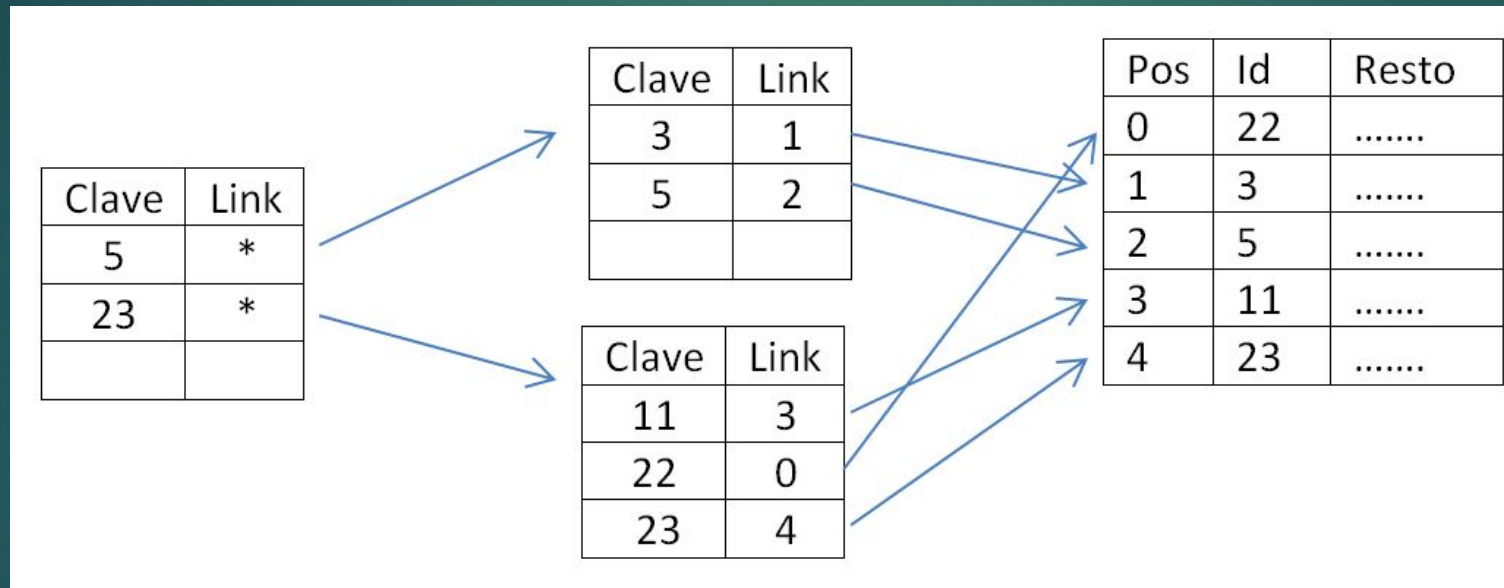 Clave Link
5 *
23 *
Clave Link
3 1
5 2
Clave Link
11 3
22 0
23 4
Pos Id Resto
0 22 .......
1 3 .......
2 5 .......
3 11 .......
4 23 .......